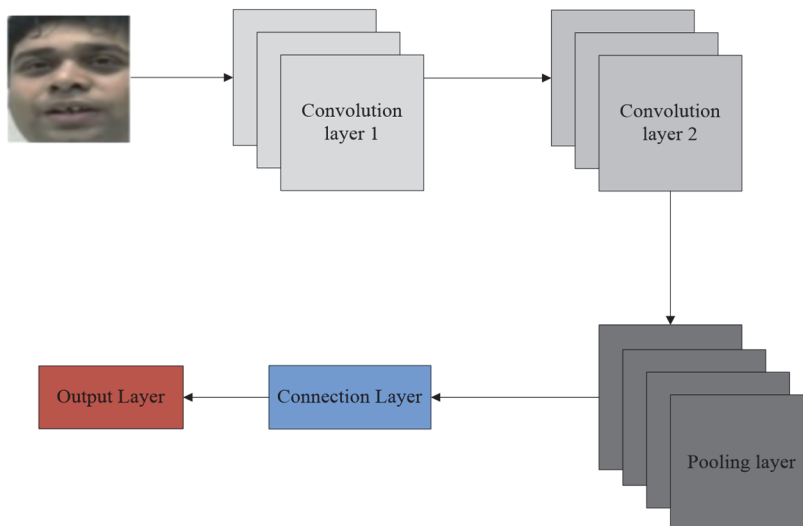 Convolution
layer 1
Convolution
layer 2
Pooling layer
Connection Layer
Output Layer